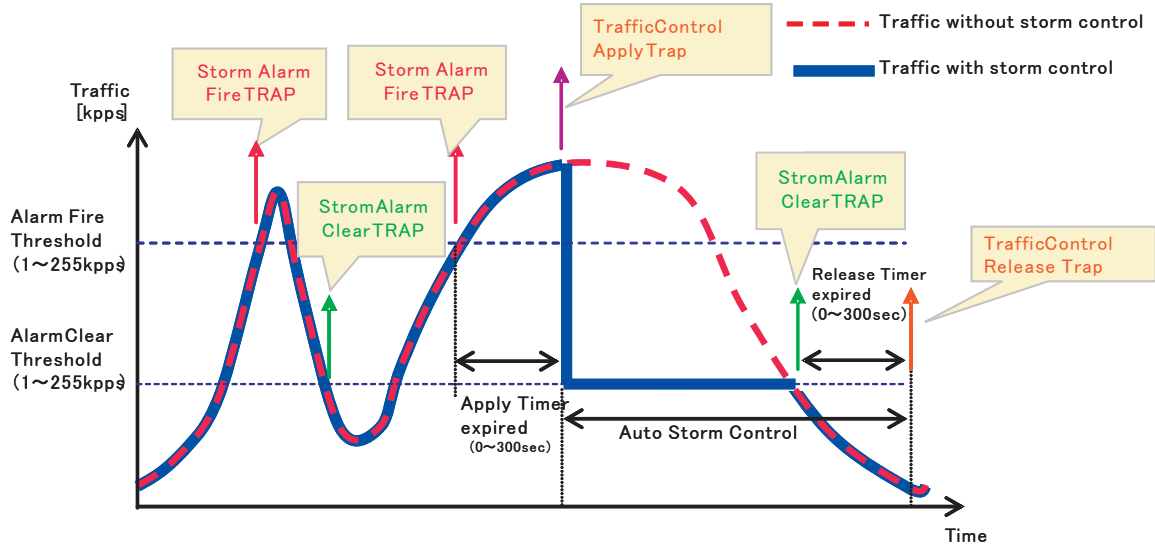 TrafficControl
ApplyTrap
Traffic without storm control
Traffic with storm control
Storm Alarm
FireTRAP
Storm Alarm
FireTRAP
Traffic
[kpps]
StromAlarm
ClearTRAP
StromAlarm
ClearTRAP
Alarm Fire
Threshold
(1～255kpps)
TrafficControl
Release Trap
Release Timer
expired
(0～300sec)
AlarmClear
Threshold
(1～255kpps)
Apply Timer
expired
(0～300sec)
Auto Storm Control
Time